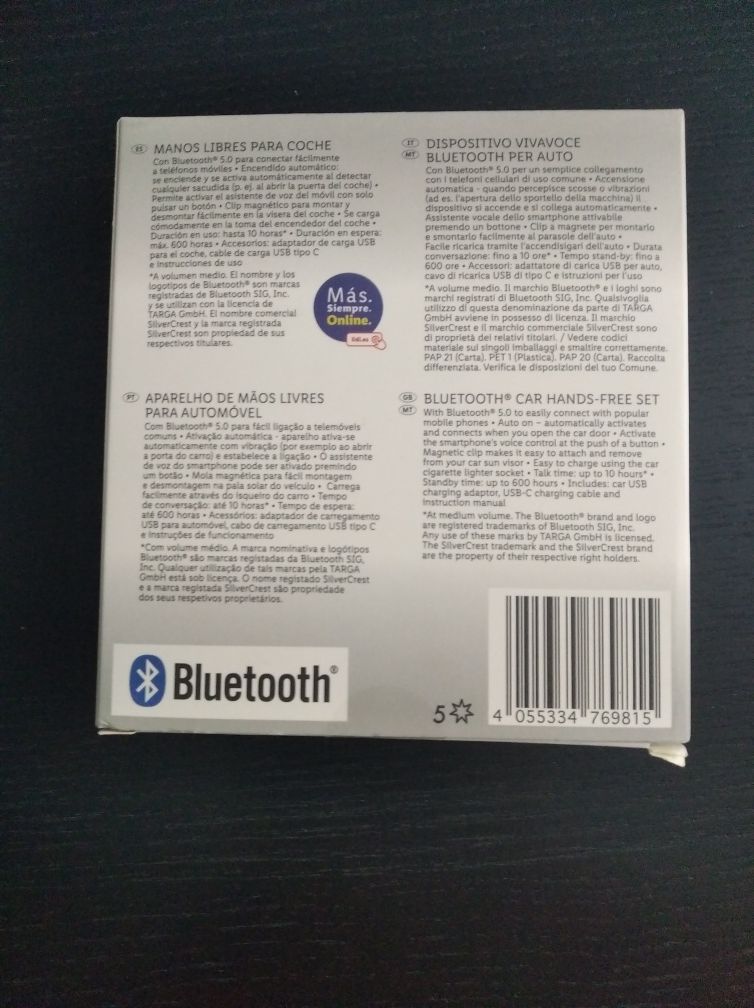 ES MANOS LIBRES PARA COCHE
Con Bluetooth® 5.0 para conectar fácilmente
a teléfonos móviles • Encendido automático:
se enciende y se activa automáticamente al detectar
cualquier sacudida (p. ej. al abrir la puerta del coche) •
Permite activar el asistente de voz del móvil con solo
pulsar un botón • Clip magnético para montar y
desmontar fácilmente en la visera del coche • Se carga
cómodamente en la toma del encendedor del coche •
Duración en uso: hasta 10 horas* • Duración en espera:
máx. 600 horas • Accesorios: adaptador de carga USB
para el coche, cable de carga USB tipo C
e instrucciones de uso
*A volumen medio. El nombre y los
logotipos de Bluetooth® son marcas
registradas de Bluetooth SIG, Inc.
y se utilizan con la licencia de
TARGA GmbH. El nombre comercial
SilverCrest y la marca registrada
SilverCrest son propiedad de sus
respectivos titulares.
Más.
Siempre.
Online.
lidl.es
IT DISPOSITIVO VIVAVOCE
MT BLUETOOTH PER AUTO
Con Bluetooth® 5.0 per un semplice collegamento
con i telefoni cellulari di uso comune • Accensione
automatica - quando percepisce scosse o vibrazioni
(ad es. l'apertura dello sportello della macchina) il
dispositivo si accende e si collega automaticamente •
Assistente vocale dello smartphone attivabile
premendo un bottone • Clip a magnete per montarlo
e smontarlo facilmente al parasole dell'auto •
Facile ricarica tramite l'accendisigari dell'auto • Durata
conversazione: fino a 10 ore* • Tempo stand-by: fino a
600 ore • Accessori: adattatore di carica USB per auto,
cavo di ricarica USB di tipo C e istruzioni per l'uso
*A volume medio. Il marchio Bluetooth® e i loghi sono
marchi registrati di Bluetooth SIG, Inc. Qualsivoglia
utilizzo di questa denominazione da parte di TARGA
GmbH avviene in possesso di licenza. Il marchio
SilverCrest e il marchio commerciale SilverCrest sono
di proprietà dei relativi titolari. / Vedere codici
materiale sui singoli imballaggi e smaltire correttamente.
PAP 21 (Carta). PET 1 (Plastica). PAP 20 (Carta). Raccolta
differenziata. Verifica le disposizioni del tuo Comune.
PT APARELHO DE MÃOS LIVRES
PARA AUTOMÓVEL
Com Bluetooth® 5.0 para fácil ligação a telemóveis
comuns • Ativação automática - aparelho ativa-se
automaticamente com vibração (por exemplo ao abrir
a porta do carro) e estabelece a ligação • O assistente
de voz do smartphone pode ser ativado premindo
um botão • Mola magnética para fácil montagem
e desmontagem na pala solar do veículo • Carrega
facilmente através do isqueiro do carro • Tempo
de conversação: até 10 horas* • Tempo de espera:
até 600 horas • Acessórios: adaptador de carregamento
USB para automóvel, cabo de carregamento USB tipo C
e instruções de funcionamento
*Com volume médio. A marca nominativa e logótipos
Bluetooth® são marcas registadas da Bluetooth SIG,
Inc. Qualquer utilização de tais marcas pela TARGA
GmbH está sob licença. O nome registado SilverCrest
e a marca registada SilverCrest são propriedade
dos seus respetivos proprietários.
GB BLUETOOTH® CAR HANDS-FREE SET
MT With Bluetooth® 5.0 to easily connect with popular
mobile phones • Auto on – automatically activates
and connects when you open the car door • Activate
the smartphone's voice control at the push of a button •
Magnetic clip makes it easy to attach and remove
from your car sun visor • Easy to charge using the car
cigarette lighter socket • Talk time: up to 10 hours* •
Standby time: up to 600 hours • Includes: car USB
charging adaptor, USB-C charging cable and
instruction manual
*At medium volume. The Bluetooth® brand and logo
are registered trademarks of Bluetooth SIG, Inc.
Any use of these marks by TARGA GmbH is licensed.
The SilverCrest trademark and the SilverCrest brand
are the property of their respective right holders.
Bluetooth®
5
4 055334 769815